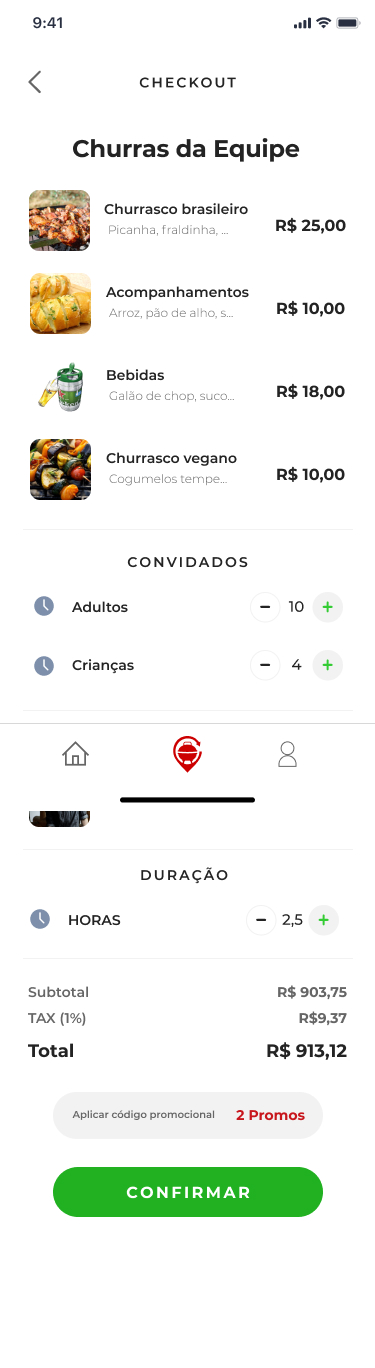 9:41
CHECKOUT
Churras da Equipe
Churrasco brasileiro
Picanha, fraldinha, ...
R$ 25,00
Acompanhamentos
Arroz, pão de alho, s...
R$ 10,00
Bebidas
Galão de chop, suco...
R$ 18,00
Churrasco vegano
Cogumelos tempe...
R$ 10,00
CONVIDADOS
Adultos − 10 +
Crianças − 4 +
DURAÇÃO
HORAS − 2,5 +
Subtotal R$ 903,75
TAX (1%) R$9,37
Total R$ 913,12
Aplicar código promocional 2 Promos
CONFIRMAR